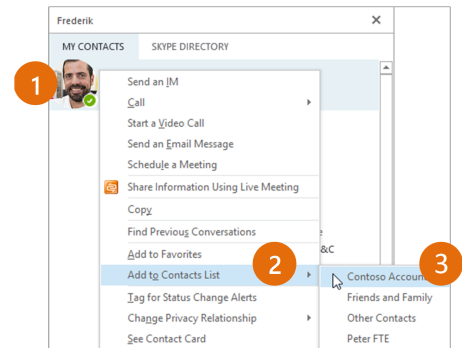 Frederik
MY CONTACTS SKYPE DIRECTORY
1
Send an IM
Call
Start a Video Call
Send an Email Message
Schedule a Meeting
Share Information Using Live Meeting
Copy
Find Previous Conversations
Add to Favorites
&C
2
3
Add to Contacts List
Contoso
Tag for Status Change Alerts
Friends and Family
Change Privacy Relationship
Other Contacts
See Contact Card
Peter FTE